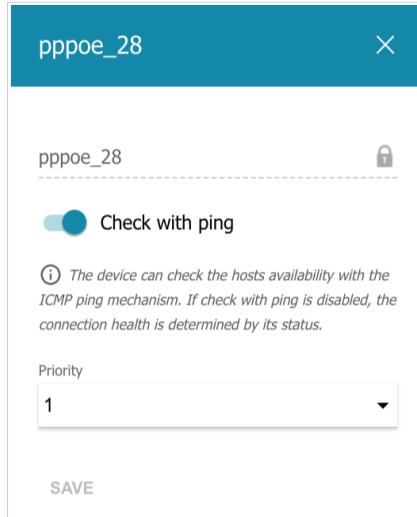 pppoe_28
pppoe_28
Check with ping
The device can check the hosts availability with the
ICMP ping mechanism. If check with ping is disabled, the
connection health is determined by its status.
Priority
1
SAVE